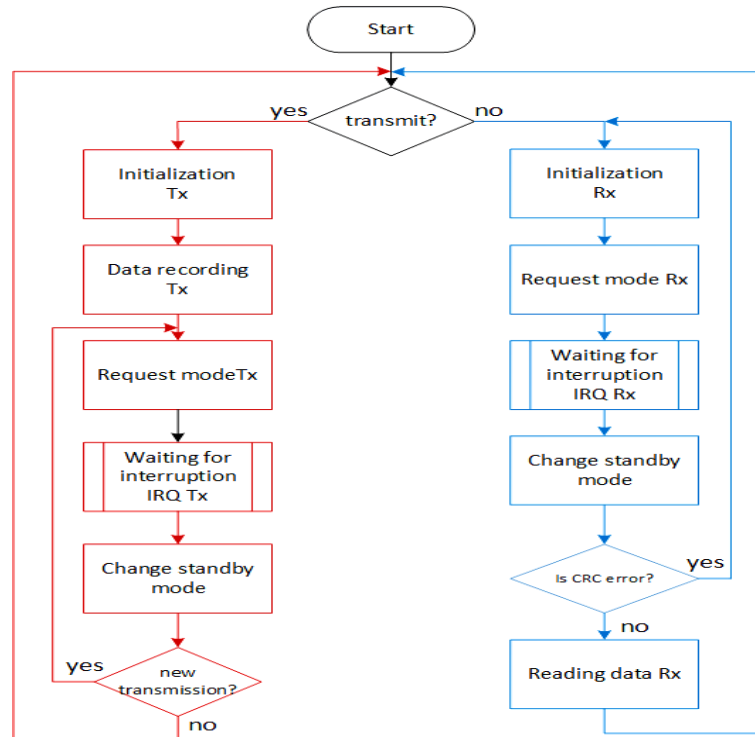 Start
transmit?
yes
no
Initialization
Tx
Data recording
Tx
Request modeTx
Waiting for
interruption
IRQ Tx
Change standby
mode
new
transmission?
yes
no
Initialization
Rx
Request mode Rx
Waiting for
interruption
IRQ Rx
Change standby
mode
Is CRC error?
yes
no
Reading data Rx